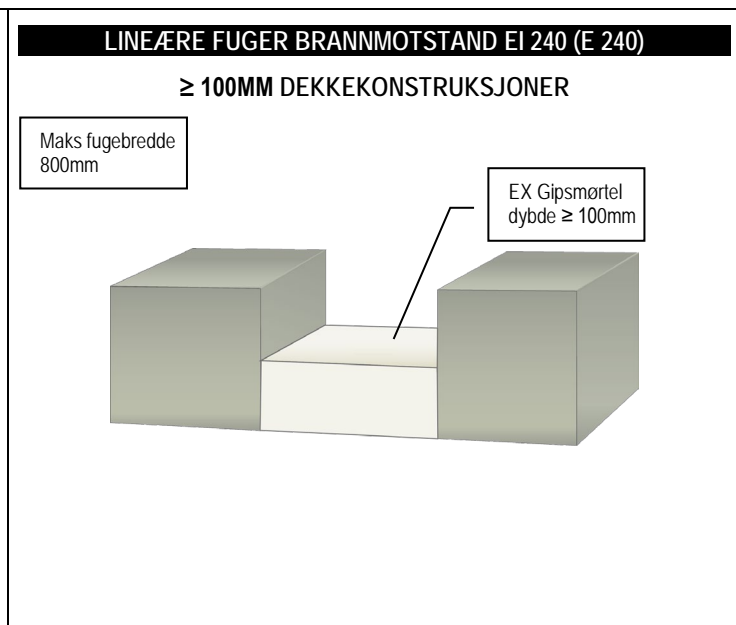 LINEÆRE FUGER BRANNMOTSTAND EI 240 (E 240)
≥ 100MM DEKKEKONSTRUKSJONER
Maks fugebredde
800mm
EX Gipsmørtel
dybde ≥ 100mm